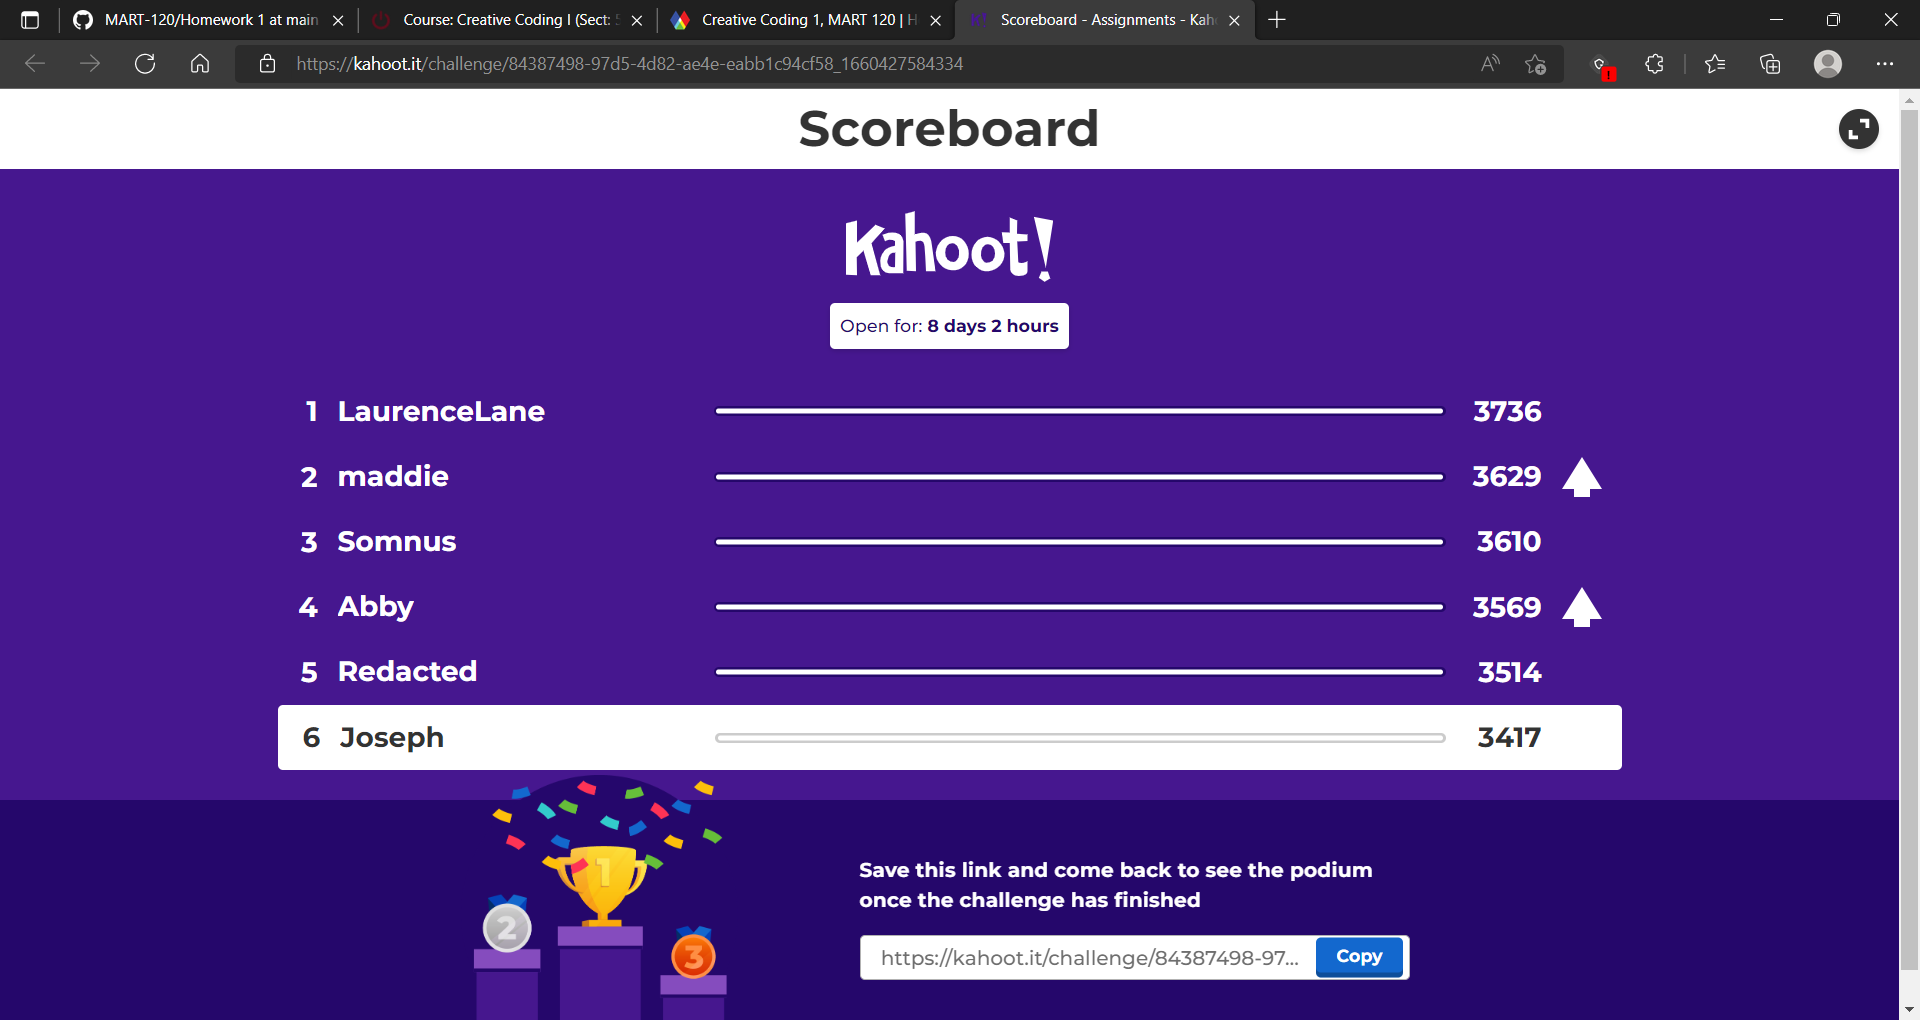 MART-120/Homework 1 at main
Course: Creative Coding I (Sect:
Creative Coding 1, MART 120 | H
Scoreboard - Assignments - Kah
https://kahoot.it/challenge/84387498-97d5-4d82-ae4e-eabb1c94cf58_1660427584334
Scoreboard
Kahoot!
Open for: 8 days 2 hours
1 LaurenceLane 3736
2 maddie 3629
3 Somnus 3610
4 Abby 3569
5 Redacted 3514
6 Joseph 3417
1
2
3
Save this link and come back to see the podium
once the challenge has finished
https://kahoot.it/challenge/84387498-97... Copy